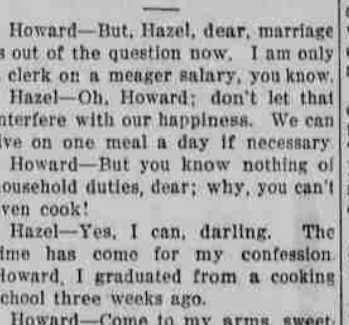 Howard—But, Hazel, dear, marriage
s out of the question now. I am only
clerk on a meager salary, you know.
Hazel—Oh, Howard; don't let that
nterfere with our happiness. We can
ive on one meal a day if necessary.
Howard—But you know nothing of
ousehold duties, dear; why, you can't
ven cook!
Hazel—Yes, I can, darling. The
ime has come for my confession.
Howard, I graduated from a cooking
chool three weeks ago.
Howard—Come to my arms, sweet-